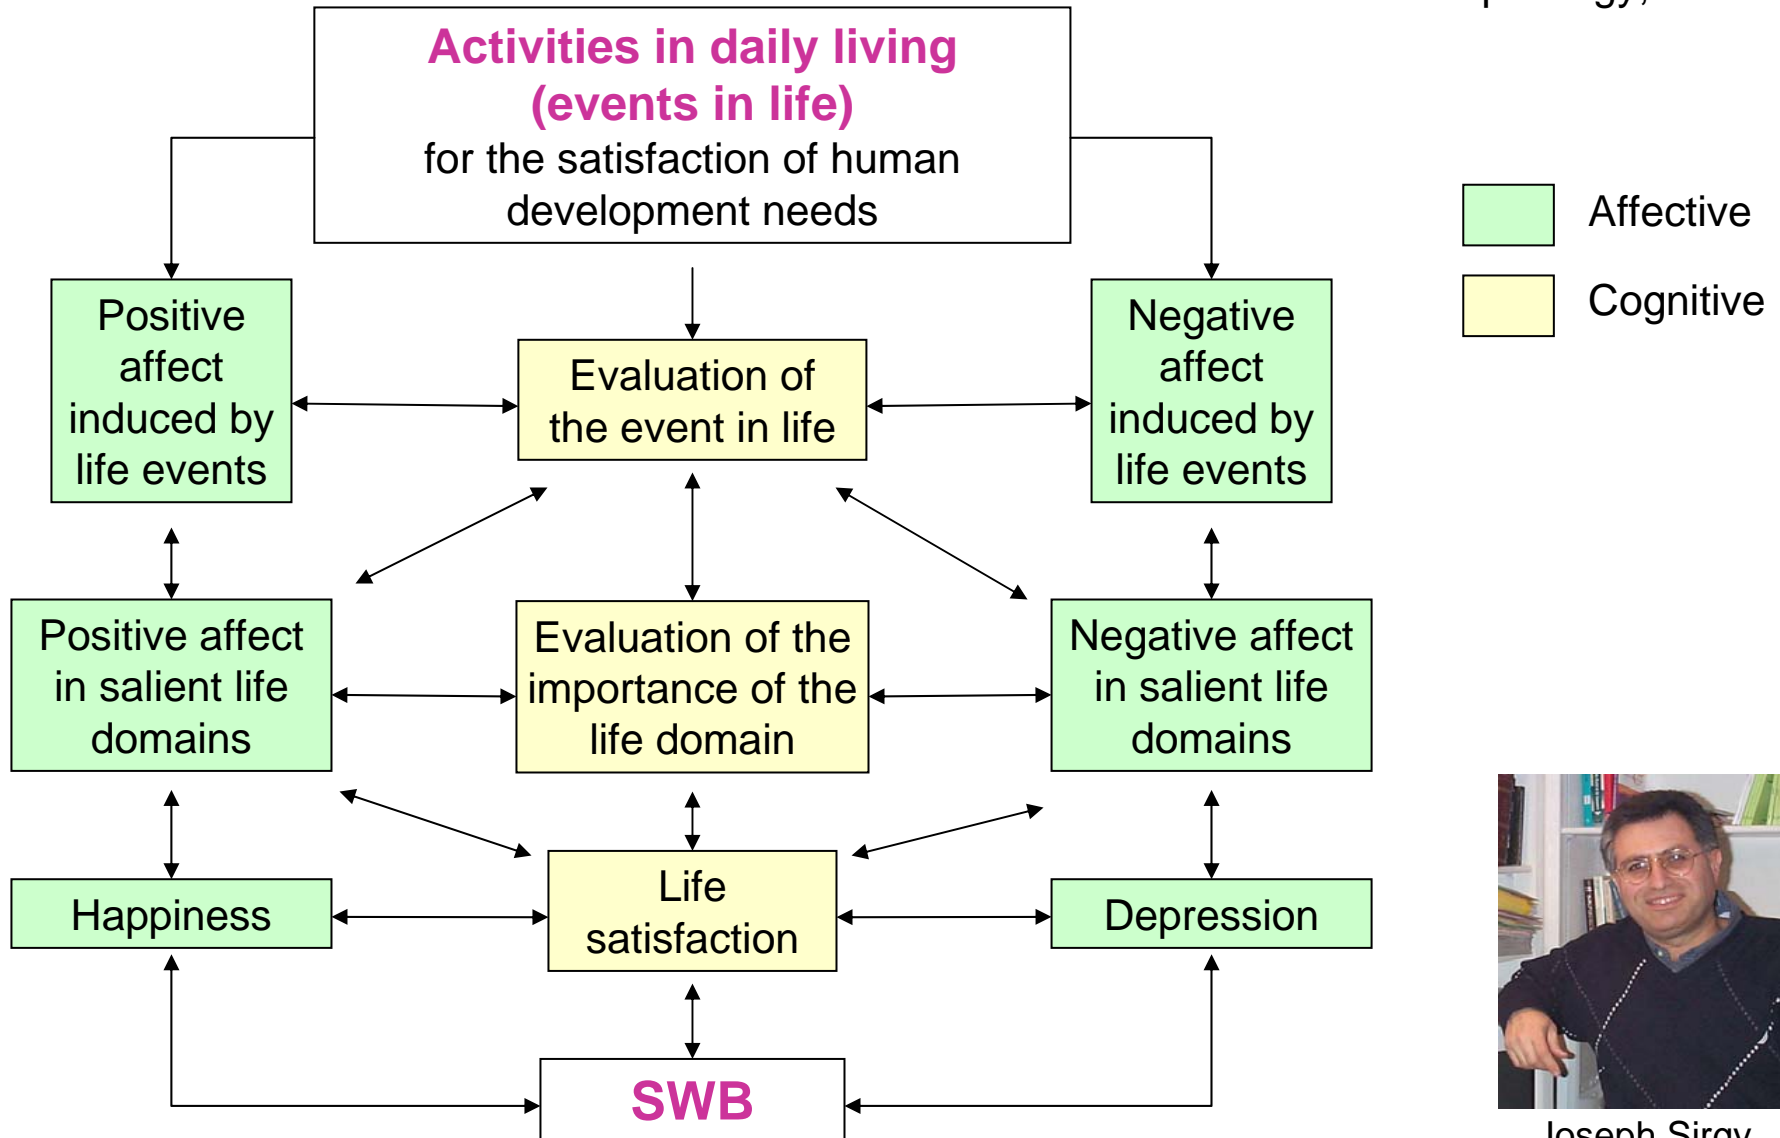 Activities in daily living
(events in life)
for the satisfaction of human
development needs
Affective
Cognitive
Positive
affect
induced by
life events
Evaluation of
the event in life
Negative
affect
induced by
life events
Positive affect
in salient life
domains
Evaluation of the
importance of the
life domain
Negative affect
in salient life
domains
Happiness
Life
satisfaction
Depression
SWB
Joseph Sirgy